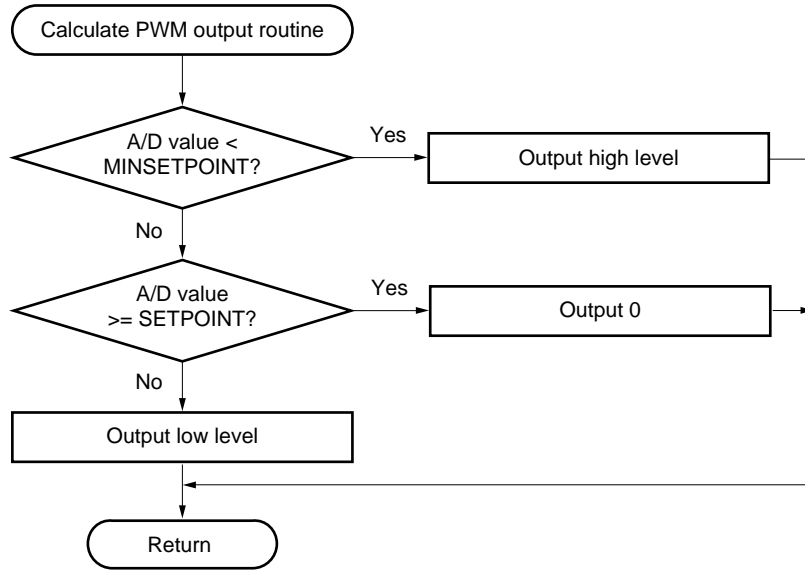 Calculate PWM output routine
A/D value <
MINSETPOINT?
Yes
Output high level
No
A/D value
>= SETPOINT?
Yes
Output 0
No
Output low level
Return